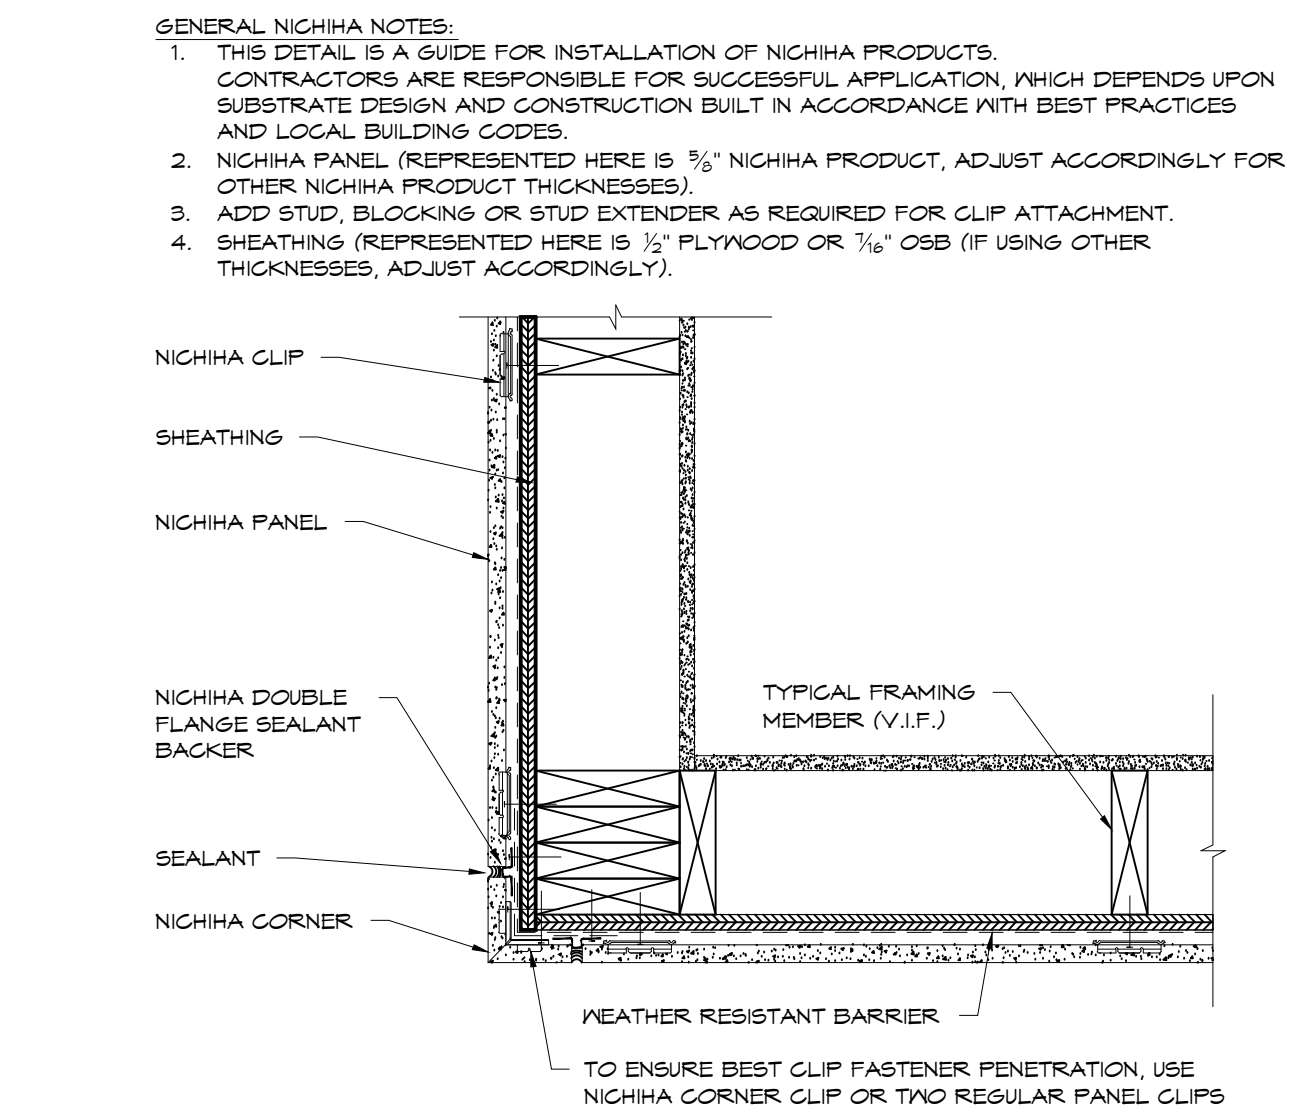 GENERAL NICHIHA NOTES:
1. THIS DETAIL IS A GUIDE FOR INSTALLATION OF NICHIHA PRODUCTS.
CONTRACTORS ARE RESPONSIBLE FOR SUCCESSFUL APPLICATION, WHICH DEPENDS UPON
SUBSTRATE DESIGN AND CONSTRUCTION BUILT IN ACCORDANCE WITH BEST PRACTICES
AND LOCAL BUILDING CODES.
2. NICHIHA PANEL (REPRESENTED HERE IS 5/8" NICHIHA PRODUCT, ADJUST ACCORDINGLY FOR
OTHER NICHIHA PRODUCT THICKNESSES).
3. ADD STUD, BLOCKING OR STUD EXTENDER AS REQUIRED FOR CLIP ATTACHMENT.
4. SHEATHING (REPRESENTED HERE IS 1/2" PLYWOOD OR 7/16" OSB (IF USING OTHER
THICKNESSES, ADJUST ACCORDINGLY).
NICHIHA CLIP
SHEATHING
NICHIHA PANEL
NICHIHA DOUBLE
FLANGE SEALANT
BACKER
TYPICAL FRAMING
MEMBER (V.I.F.)
SEALANT
NICHIHA CORNER
WEATHER RESISTANT BARRIER
TO ENSURE BEST CLIP FASTENER PENETRATION, USE
NICHIHA CORNER CLIP OR TWO REGULAR PANEL CLIPS